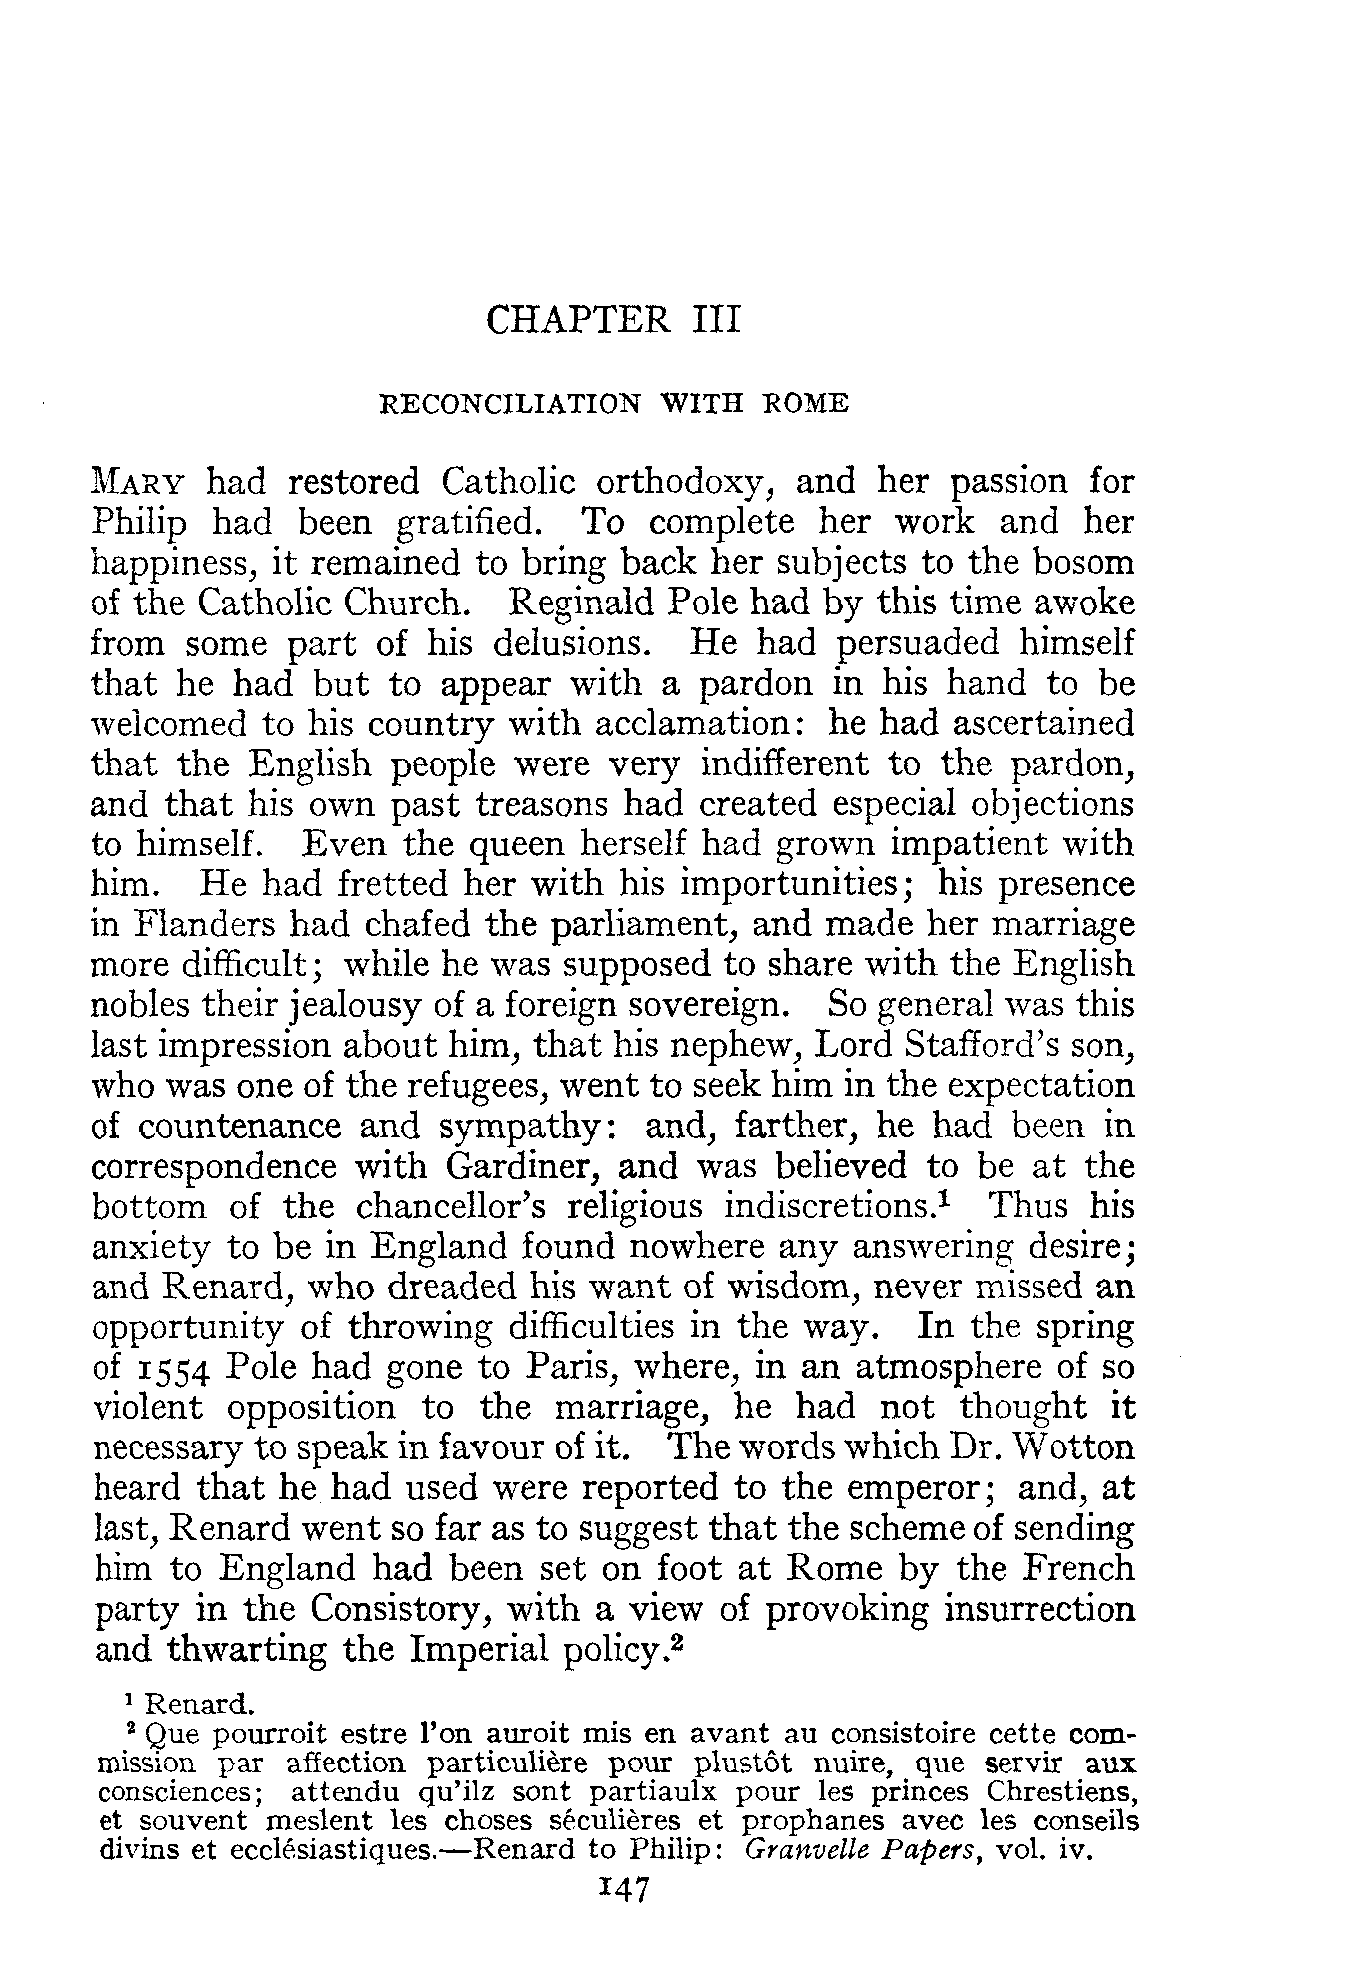 CHAPTER III
RECONCILIATION WITH ROME
MARY had restored Catholic orthodoxy, and her passion for
Philip had been gratified. To complete her work and her
happiness, it remained to bring back her subjects to the bosom
of the Catholic Church. Reginald Pole had by this time awoke
from some part of his delusions. He had persuaded himself
that he had but to appear with a pardon in his hand to be
welcomed to his country with acclamation: he had ascertained
that the English people were very indifferent to the pardon,
and that his own past treasons had created especial objections
to himself. Even the queen herself had grown impatient with
him. He had fretted her with his importunities; his presence
in Flanders had chafed the parliament, and made her marriage
more difficult; while he was supposed to share with the English
nobles their jealousy of a foreign sovereign. So general was this
last impression about him, that his nephew, Lord Stafford's son,
who was one of the refugees, went to seek him in the expectation
of countenance and sympathy: and, farther, he had been in
correspondence with Gardiner, and was believed to be at the
bottom of the chancellor's religious indiscretions.¹ Thus his
anxiety to be in England found nowhere any answering desire;
and Renard, who dreaded his want of wisdom, never missed an
opportunity of throwing difficulties in the way. In the spring
of 1554 Pole had gone to Paris, where, in an atmosphere of so
violent opposition to the marriage, he had not thought it
necessary to speak in favour of it. The words which Dr. Wotton
heard that he had used were reported to the emperor; and, at
last, Renard went so far as to suggest that the scheme of sending
him to England had been set on foot at Rome by the French
party in the Consistory, with a view of provoking insurrection
and thwarting the Imperial policy.²
¹ Renard.
² Que pourroit estre l'on auroit mis en avant au consistoire cette com-
mission par affection particulière pour plustôt nuire, que servir aux
consciences; attendu qu'ilz sont partiaulx pour les princes Chrestiens,
et souvent meslent les choses séculières et prophanes avec les conseils
divins et ecclésiastiques.—Renard to Philip: Granvelle Papers, vol. iv.
147